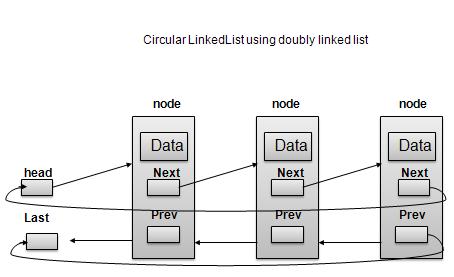 Circular LinkedList using doubly linked list
node node node
Data Data Data
head Next Next Next
Last Prev Prev Prev